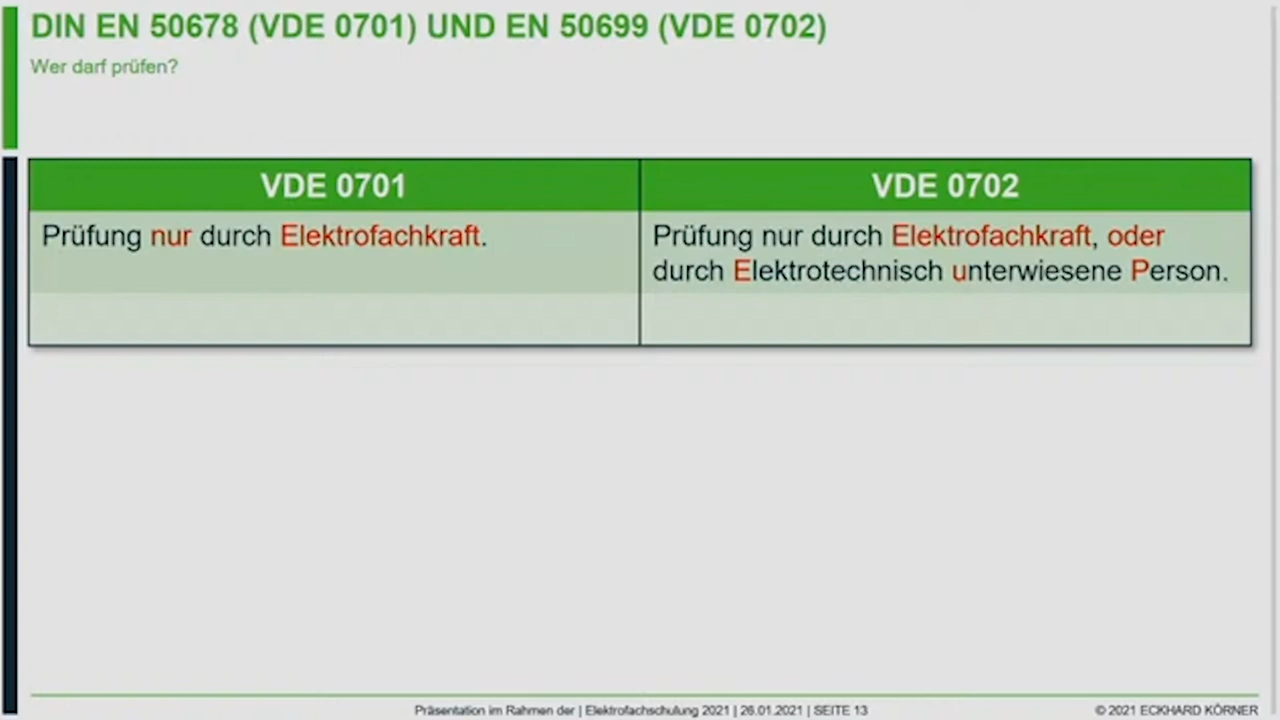 DIN EN 50678 (VDE 0701) UND EN 50699 (VDE 0702)
Wer darf prüfen?
VDE 0701
VDE 0702
Prüfung nur durch Elektrofachkraft.
Prüfung nur durch Elektrofachkraft, oder
durch Elektrotechnisch unterwiesene Person.
Präsentation im Rahmen der | Elektrofachschulung 2021 | 26.01.2021 | SEITE 13
© 2021 ECKHARD KÖRNER